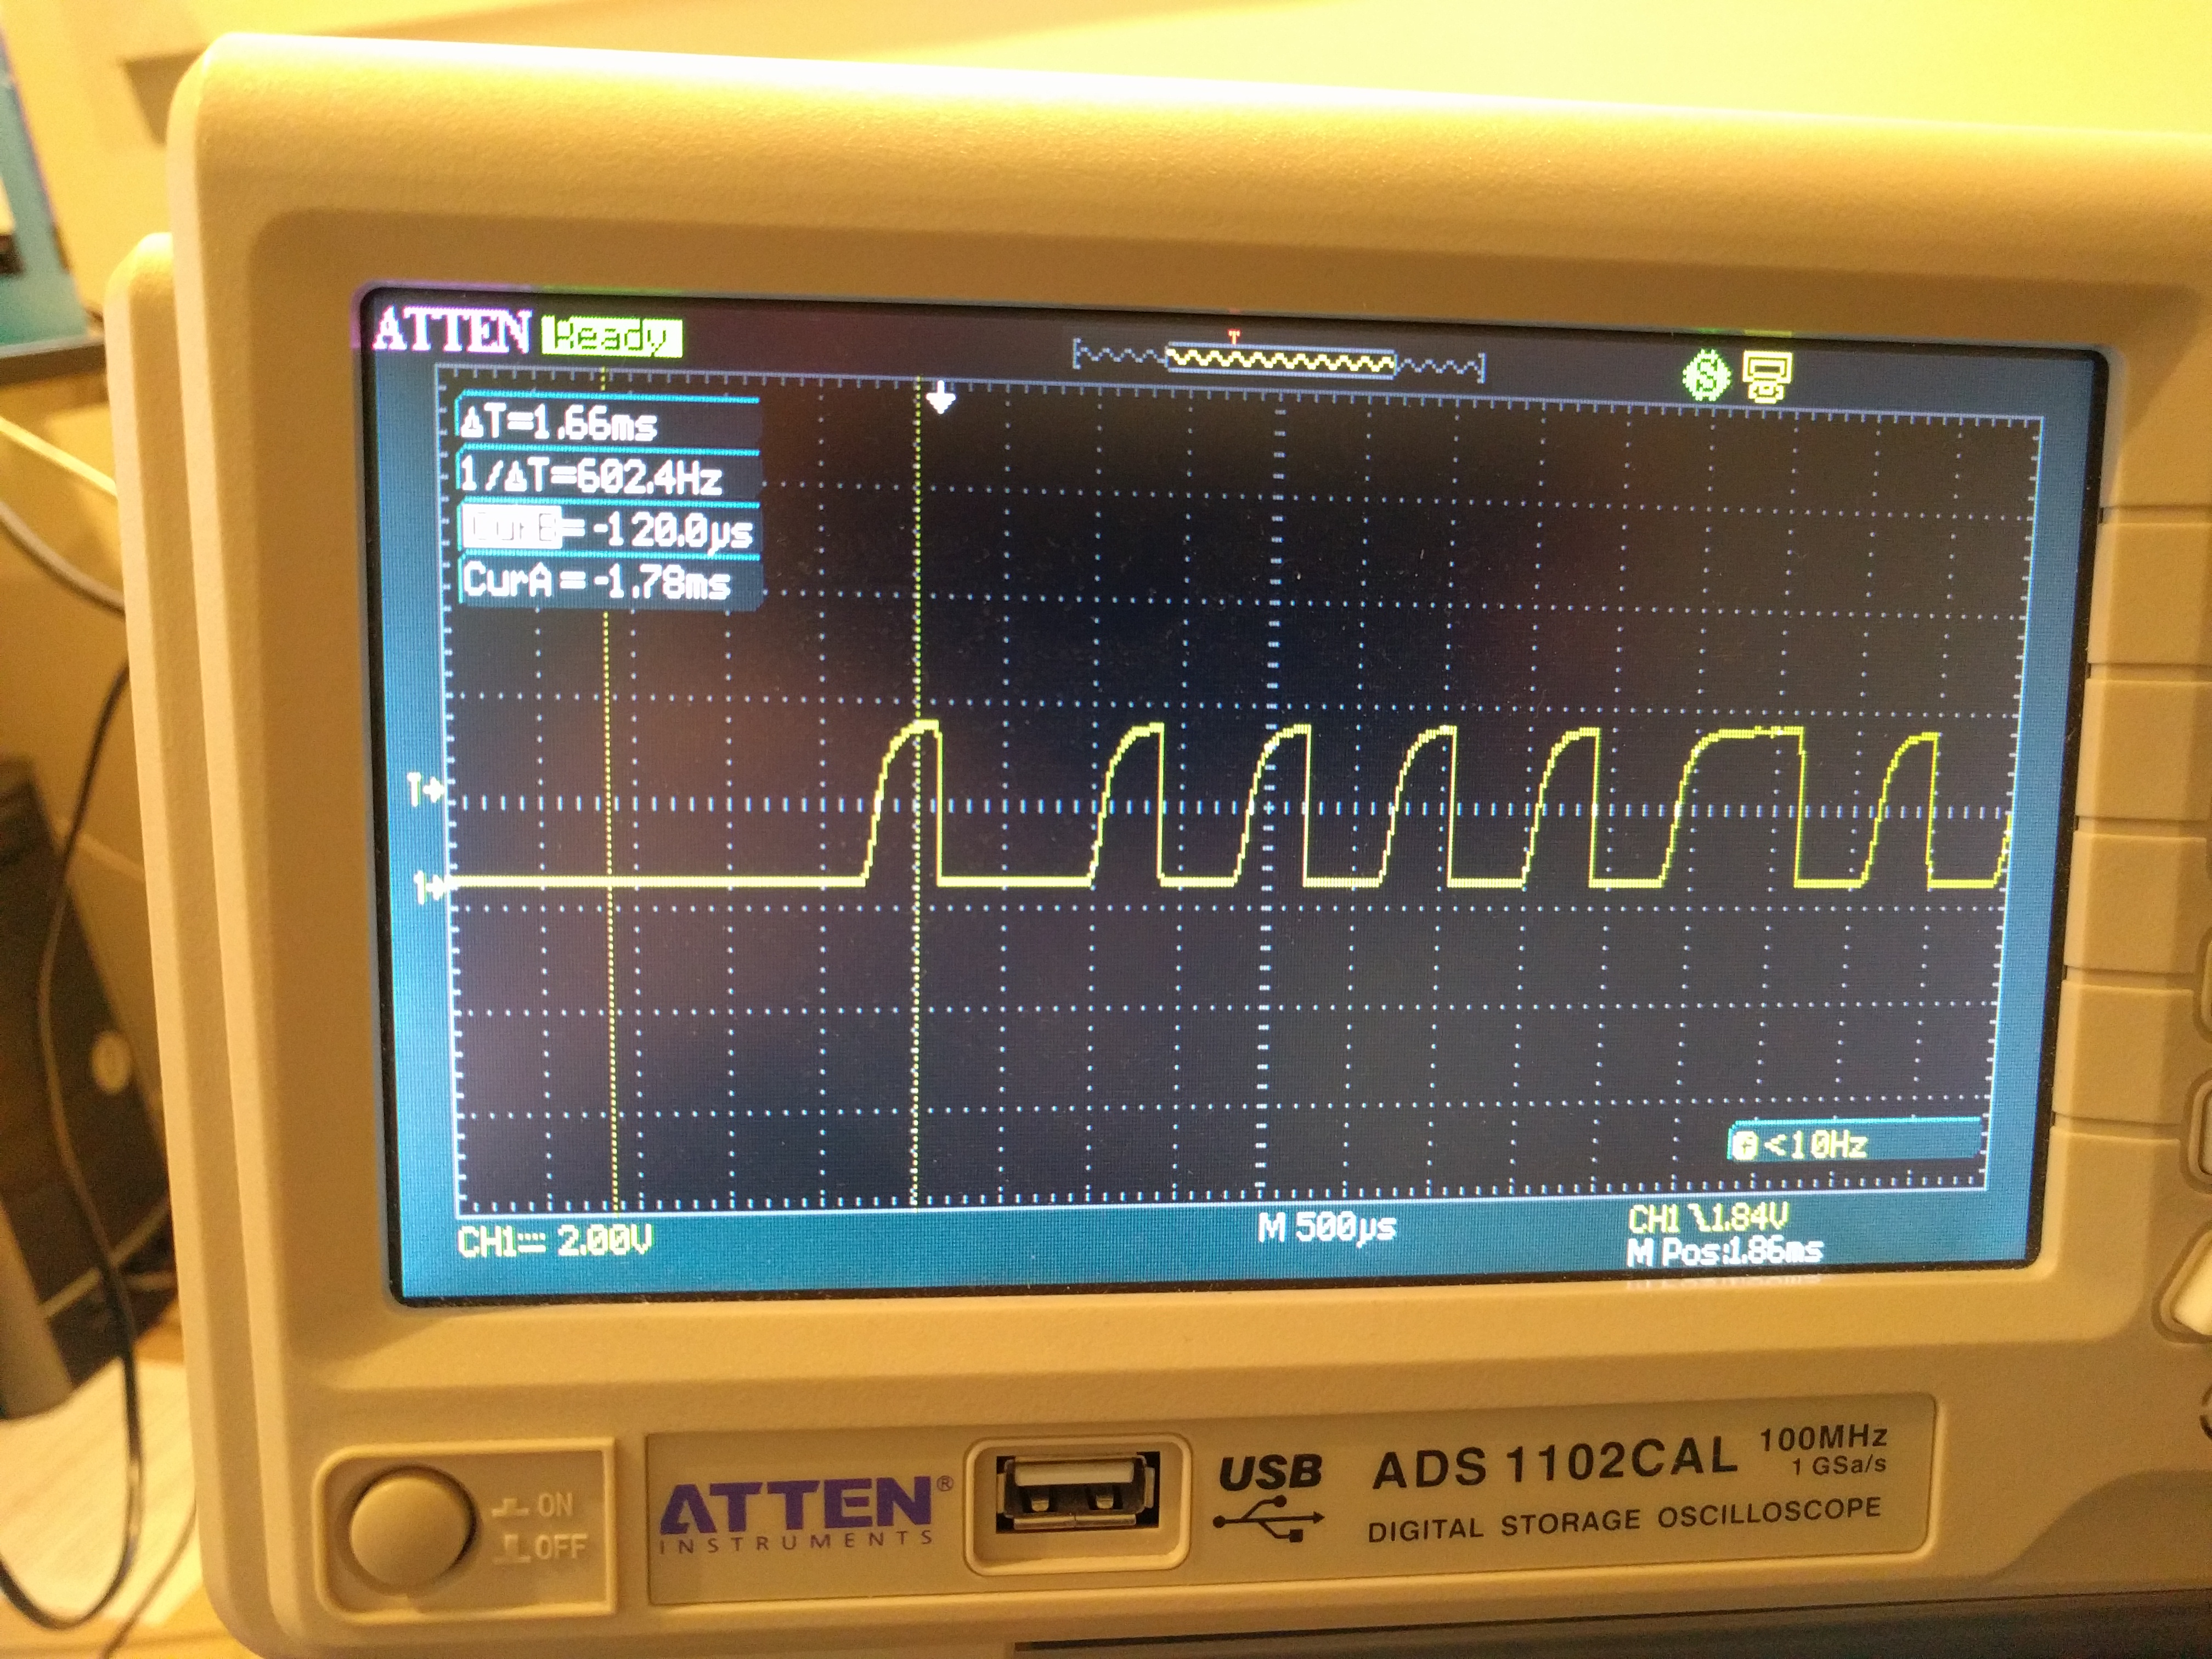 ATTEN Ready
T
S
ΔT=1.66ms
1/ΔT=602.4Hz
CurB= -120.0µs
CurA = -1.78ms
T
1
<10Hz
CH1 2.00V
M 500µs
CH1 1.84V
M Pos:1.86ms
ON
OFF
ATTEN®
INSTRUMENTS
USB
ADS 1102CAL
100MHz
1 GSa/s
DIGITAL STORAGE OSCILLOSCOPE